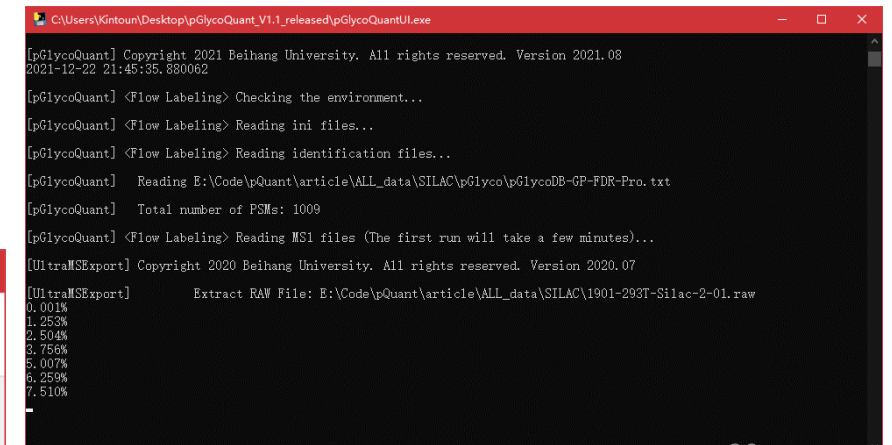 C:\Users\Kintoun\Desktop\pGlycoQuant_V1.1_released\pGlycoQuantUI.exe
[pGlycoQuant] Copyright 2021 Beihang University. All rights reserved. Version 2021.08
2021-12-22 21:45:35.880062
[pGlycoQuant] <Flow Labeling> Checking the environment...
[pGlycoQuant] <Flow Labeling> Reading ini files...
[pGlycoQuant] <Flow Labeling> Reading identification files...
[pGlycoQuant] Reading E:\Code\pQuant\article\ALL_data\SILAC\pGlyco\pGlycoDB-GP-FDR-Pro.txt
[pGlycoQuant] Total number of PSMs: 1009
[pGlycoQuant] <Flow Labeling> Reading MS1 files (The first run will take a few minutes)...
[UltraMSExport] Copyright 2020 Beihang University. All rights reserved. Version 2020.07
[UltraMSExport] Extract RAW File: E:\Code\pQuant\article\ALL_data\SILAC\1901-293T-Silac-2-01.raw
0.001%
1.253%
2.504%
3.756%
5.007%
6.259%
7.510%